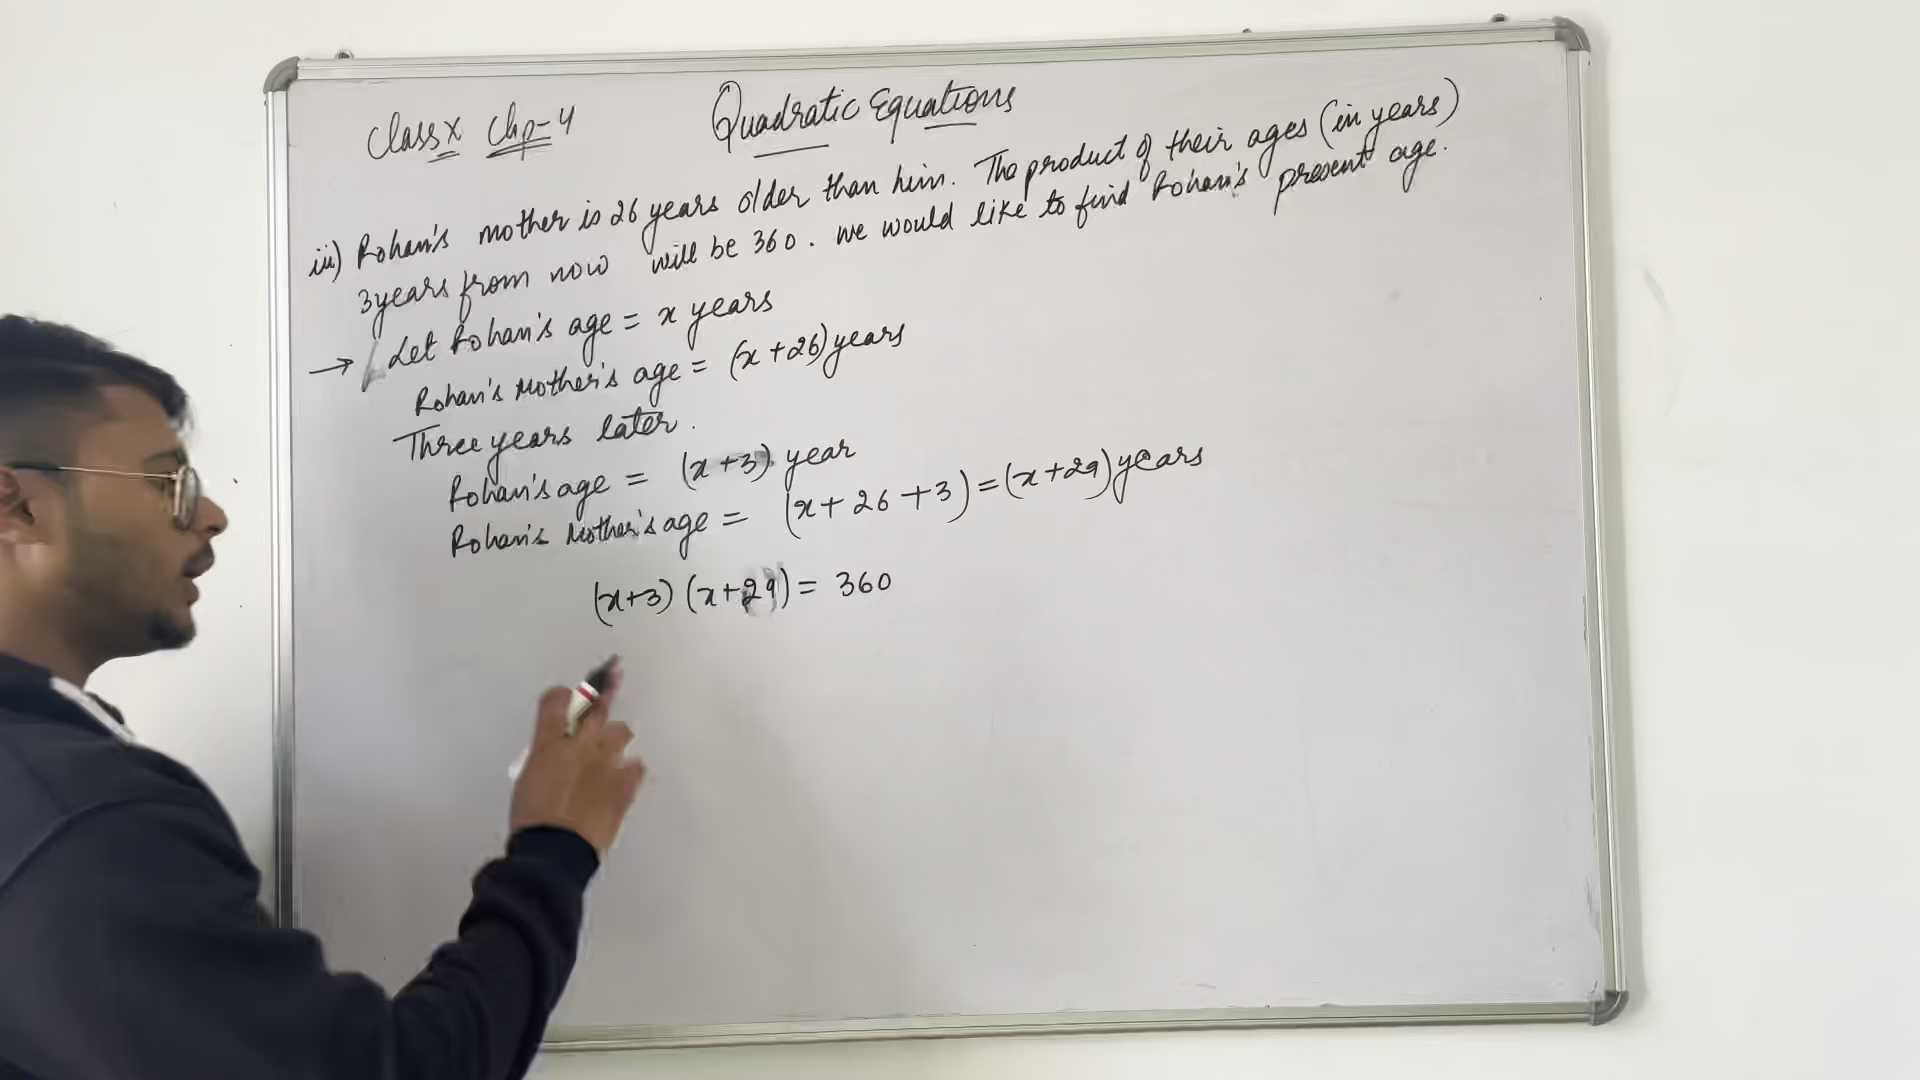 Class X Chp-4
Quadratic Equations
iii) Rohan's mother is 26 years older than him. The product of their ages (in years)
3 years from now will be 360. we would like to find Rohan's present age.
→ Let Rohan's age = x years
Rohan's Mother's age = (x + 26) years
Three years later.
Rohan's age = (x + 3) year
Rohan's Mother's age = (x + 26 + 3) = (x + 29) years
(x+3) (x+29) = 360